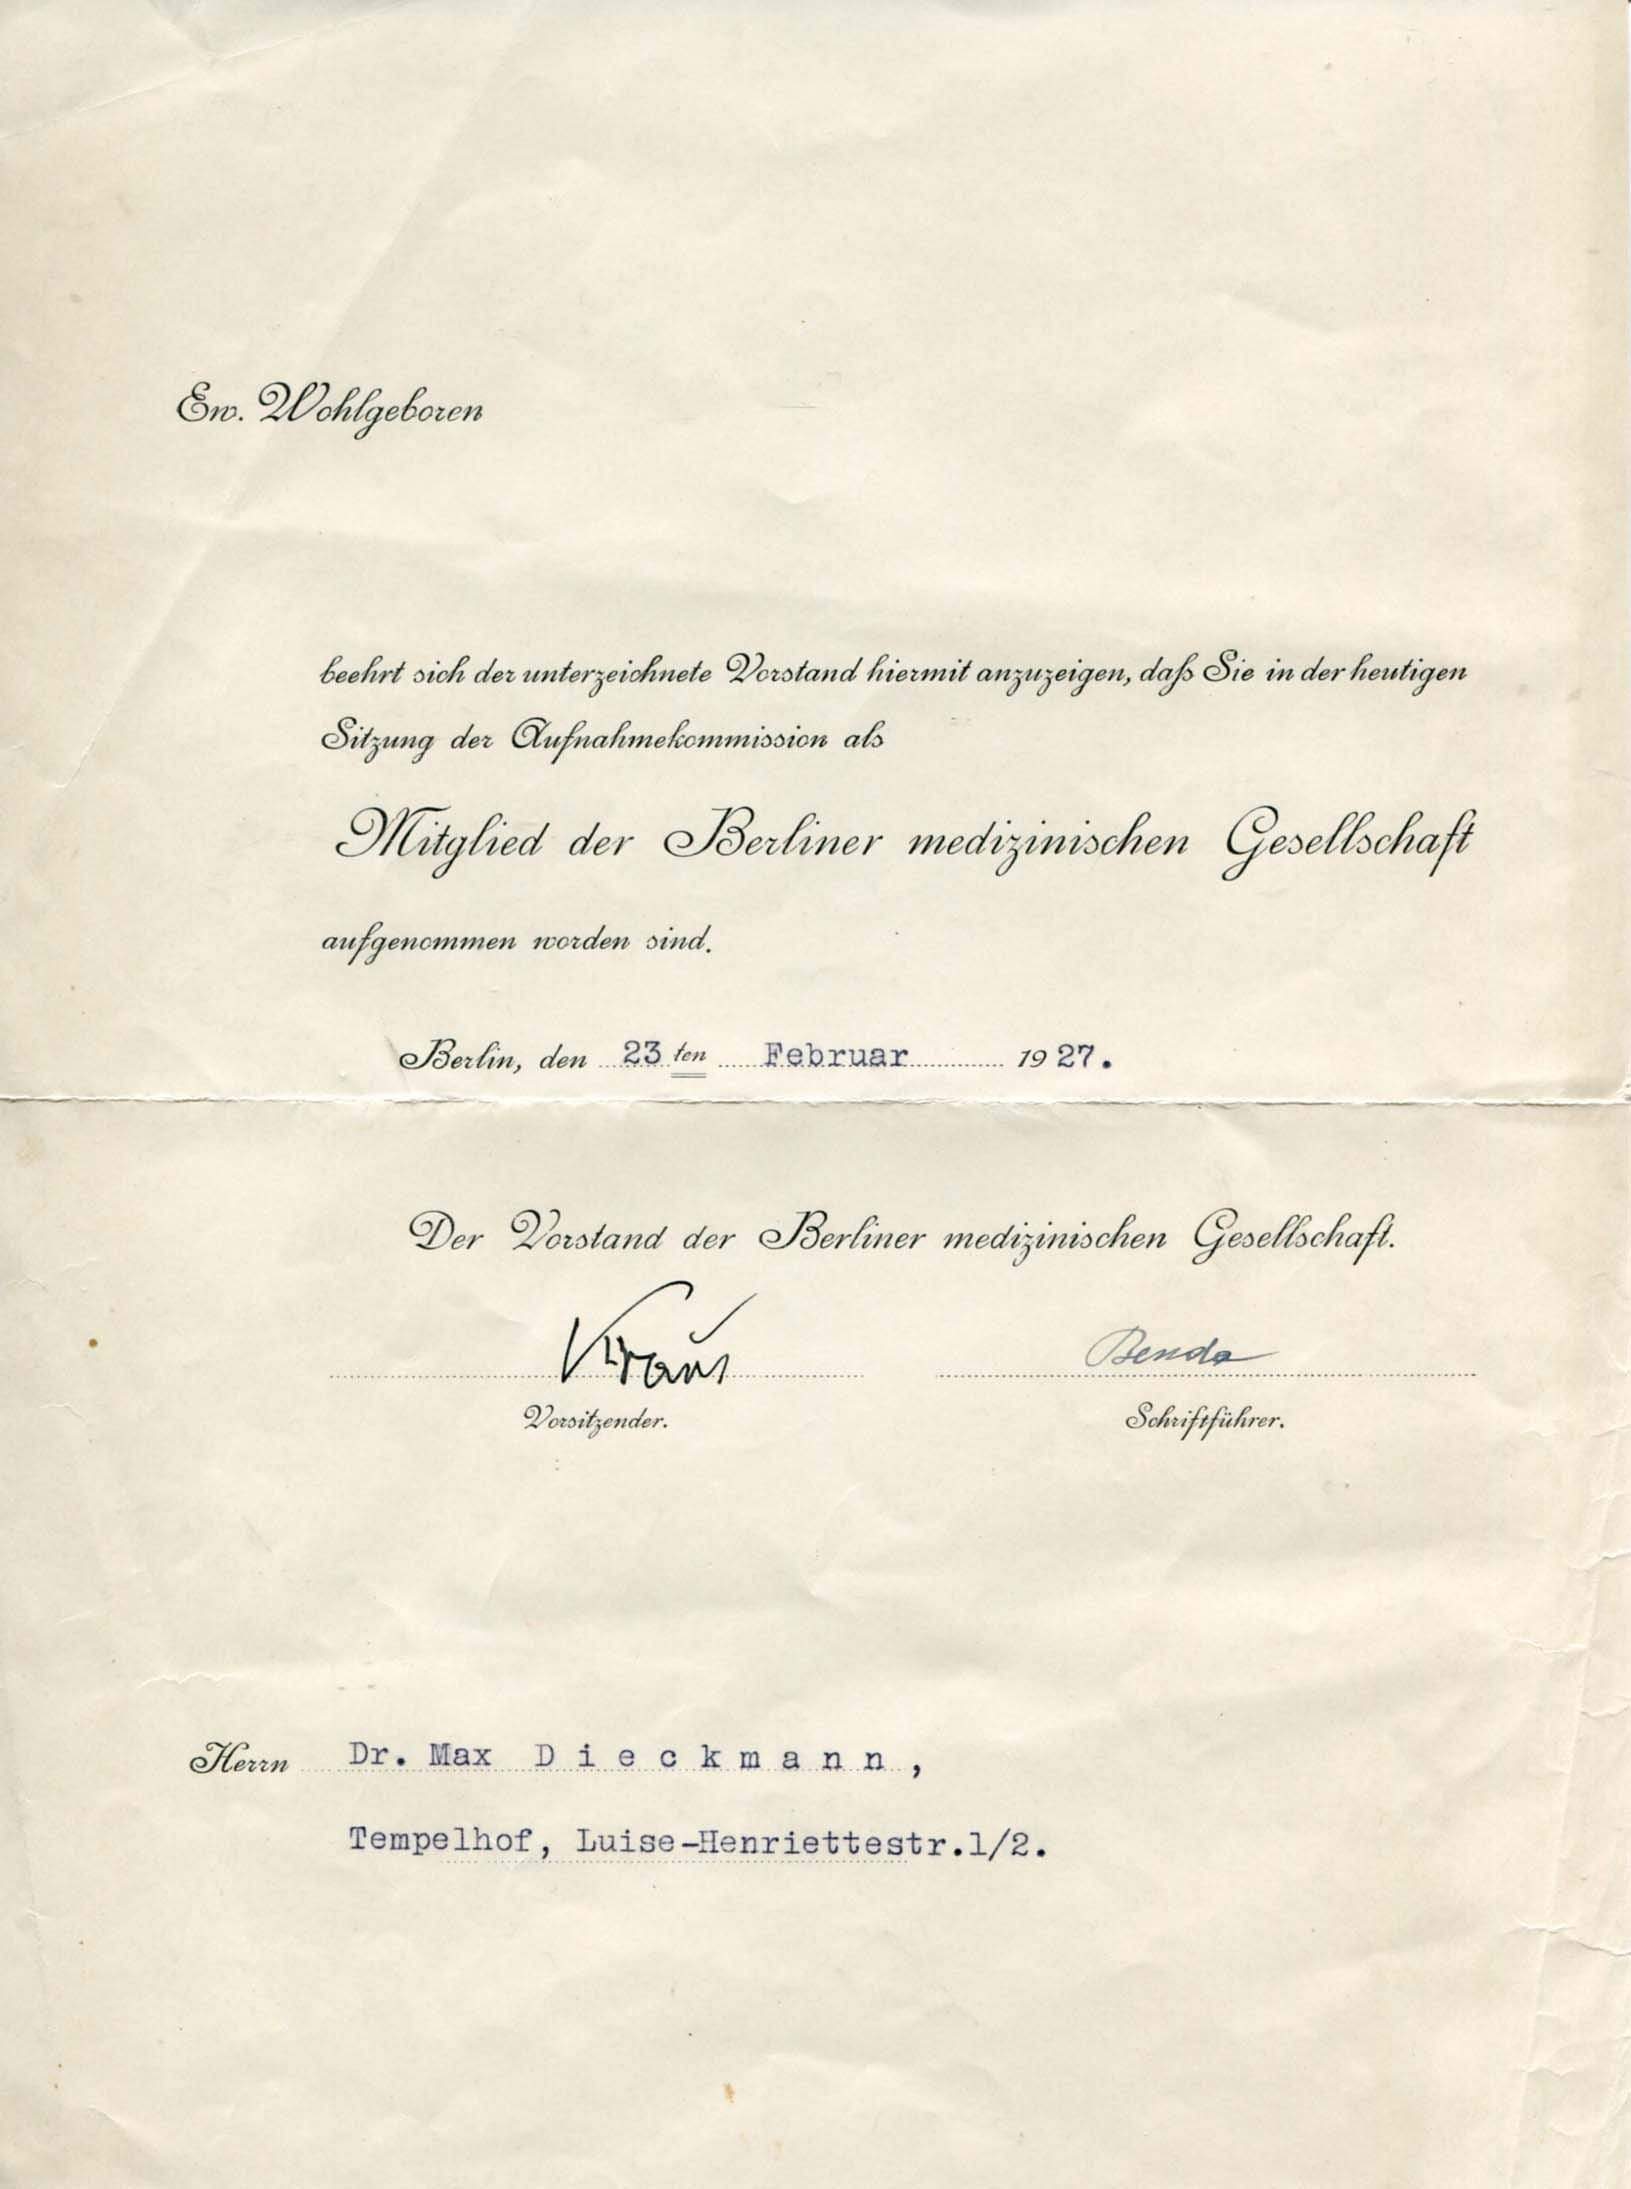 Ew. Wohlgeboren
beehrt sich der unterzeichnete Vorstand hiermit anzuzeigen, daß Sie in der heutigen
Sitzung der Aufnahmekommission als
Mitglied der Berliner medizinischen Gesellschaft
aufgenommen worden sind.
Berlin, den 23ten Februar 1927.
Der Vorstand der Berliner medizinischen Gesellschaft.
Kraus Benda
Vorsitzender. Schriftführer.
Herrn Dr. Max Dieckmann,
Tempelhof, Luise-Henriettestr.1/2.